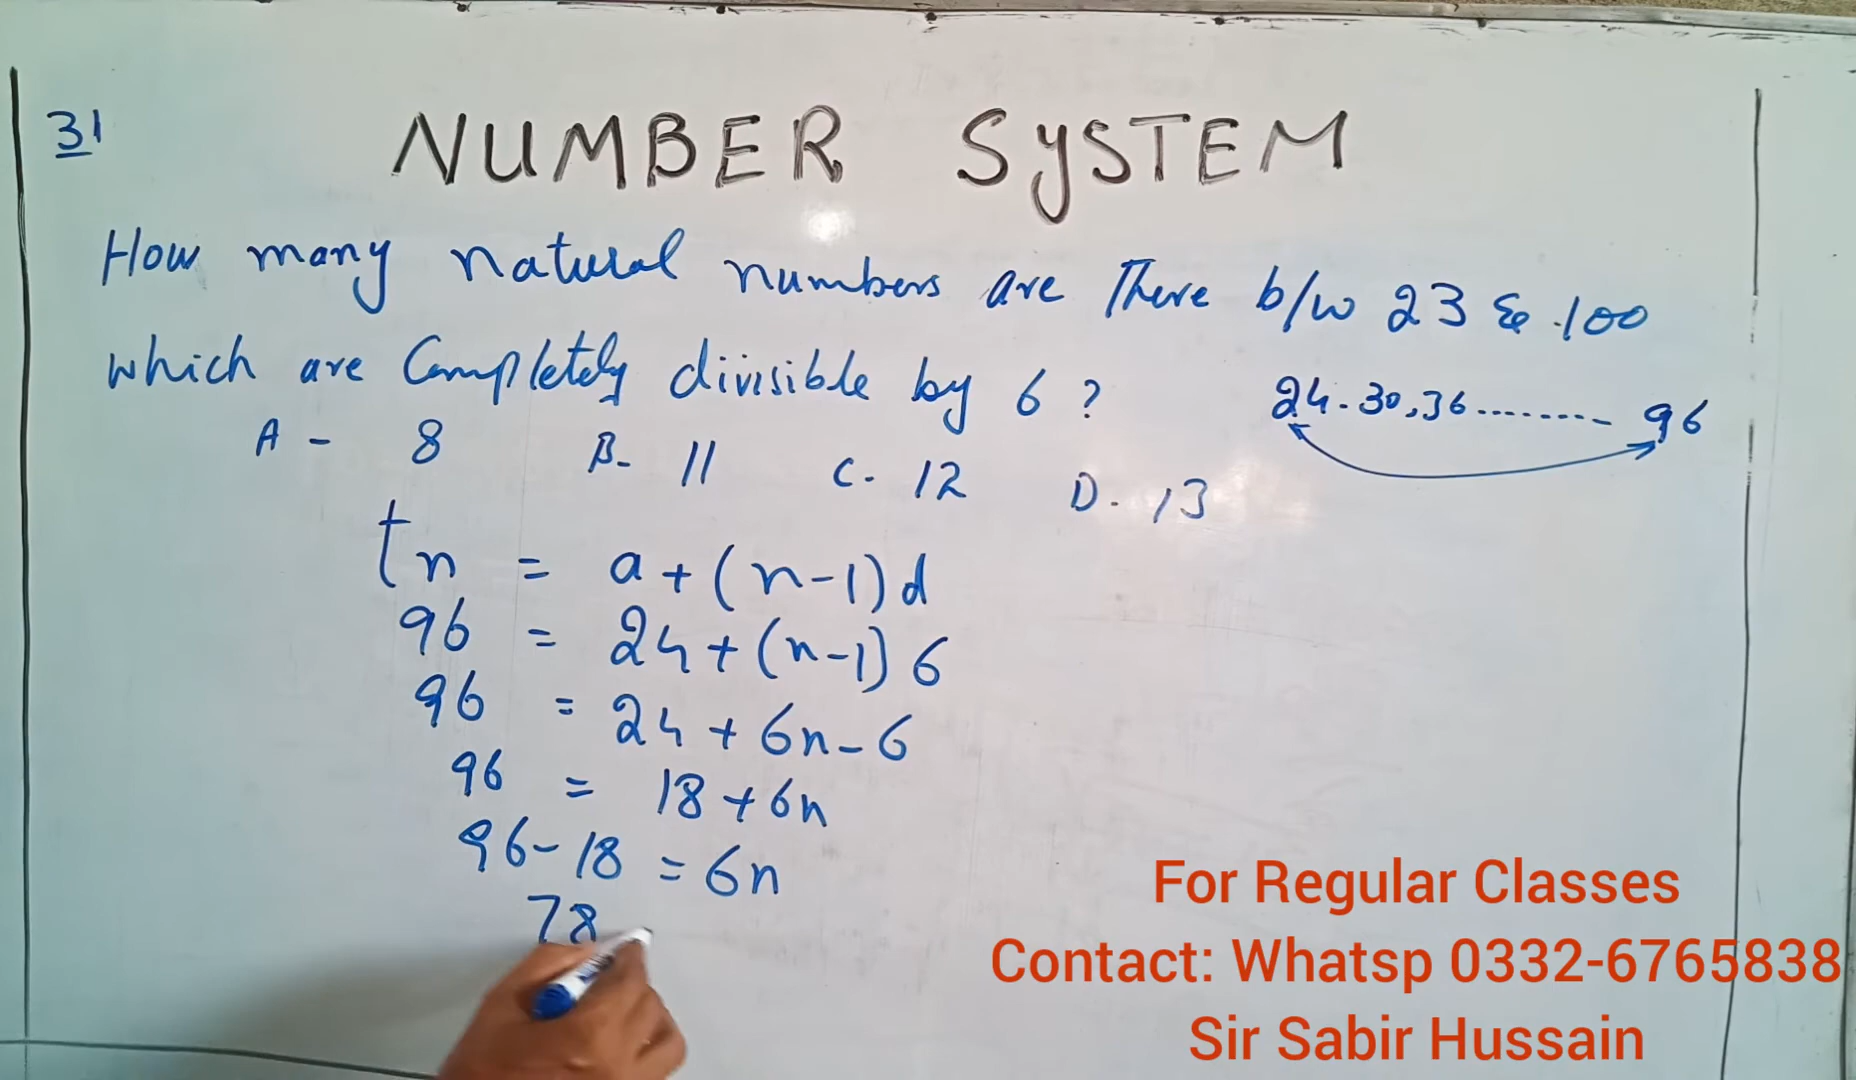 31
NUMBER SySTEM
How many natural numbers are There b/w 23 & 100
which are Completely divisible by 6 ?
24.30,36........ 96
A - 8 B- 11 C. 12 D. 13
tn = a+(n-1)d
96 = 24+(n-1)6
96 = 24+6n-6
96 = 18+6n
96-18 = 6n
78
For Regular Classes
Contact: Whatsp 0332-6765838
Sir Sabir Hussain